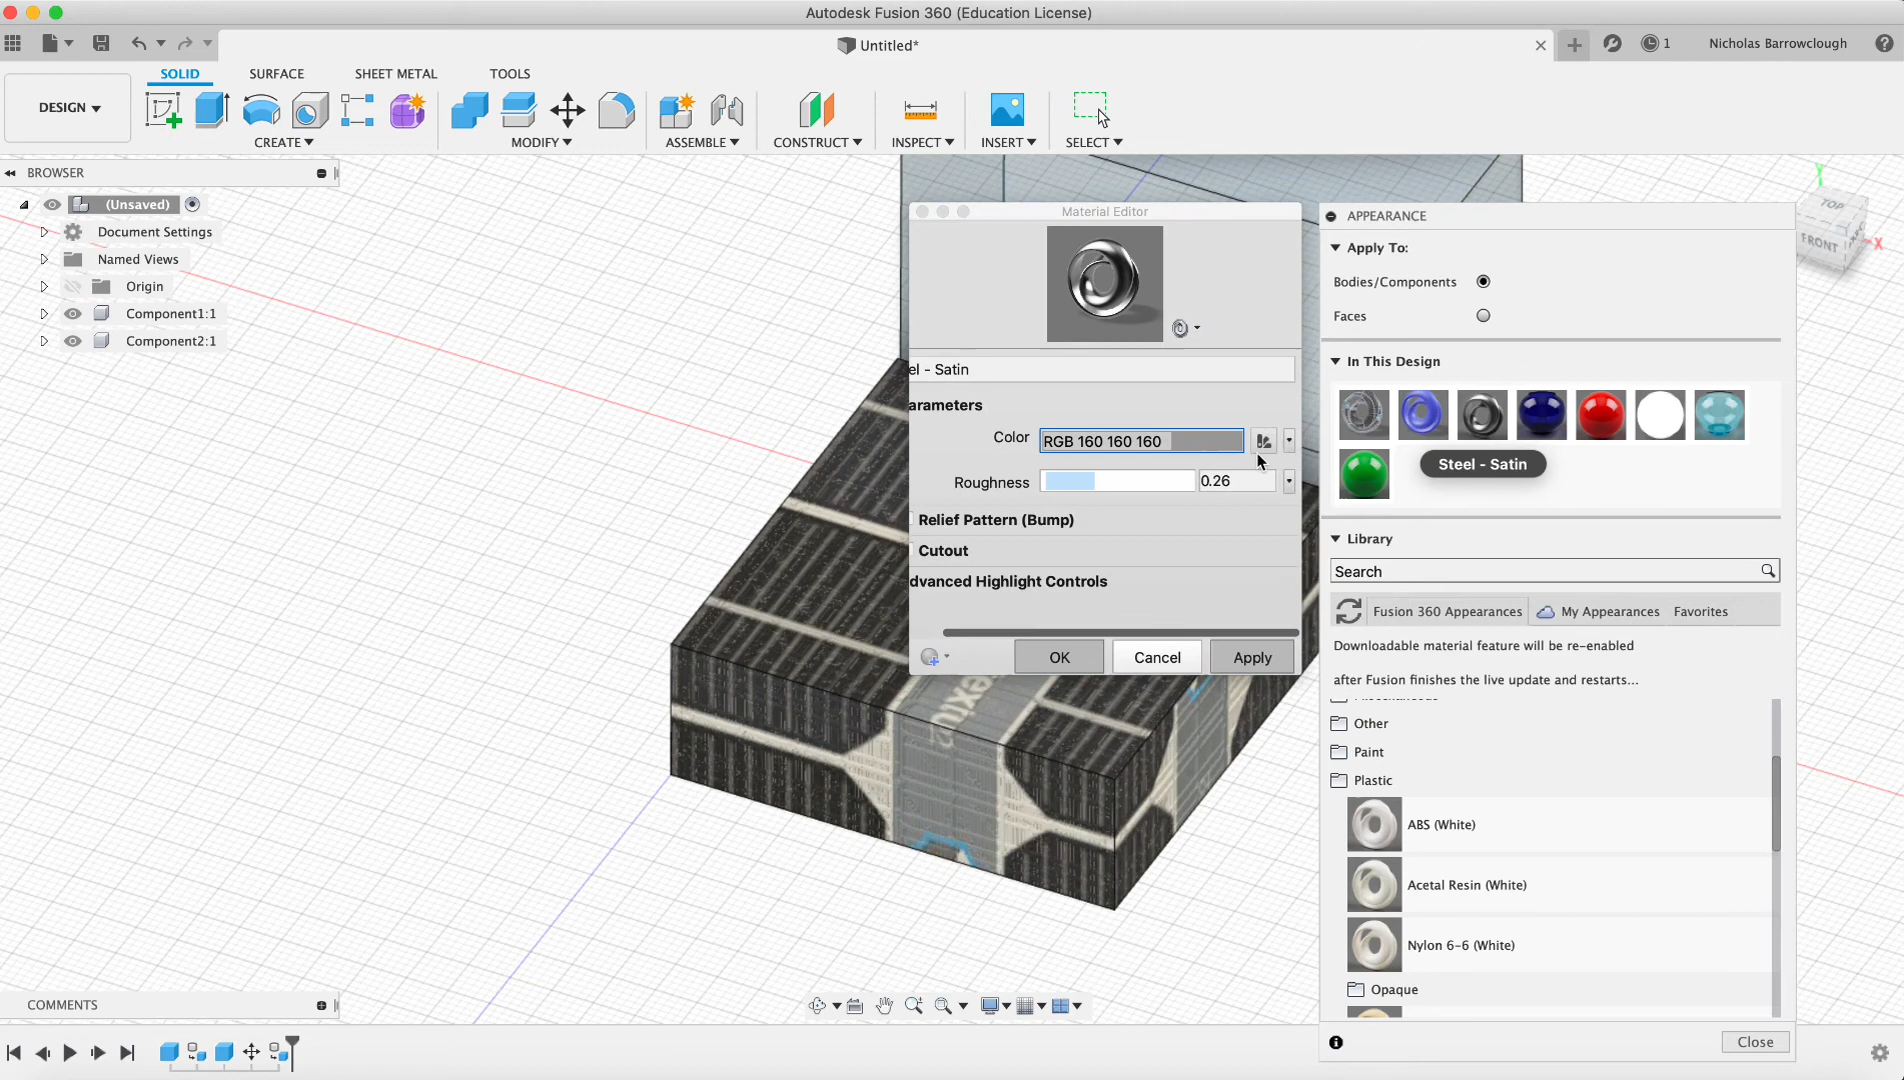 Autodesk Fusion 360 (Education License)
Untitled*
1
Nicholas Barrowclough
DESIGN
SOLID
SURFACE
SHEET METAL
TOOLS
CREATE
MODIFY
ASSEMBLE
CONSTRUCT
INSPECT
INSERT
SELECT
BROWSER
(Unsaved)
Document Settings
Named Views
Origin
Component1:1
Component2:1
Material Editor
el - Satin
arameters
Color
RGB 160 160 160
Roughness
0.26
Relief Pattern (Bump)
Cutout
dvanced Highlight Controls
OK
Cancel
Apply
APPEARANCE
Apply To:
Bodies/Components
Faces
In This Design
Steel - Satin
Library
Search
Fusion 360 Appearances
My Appearances
Favorites
Downloadable material feature will be re-enabled
after Fusion finishes the live update and restarts...
Other
Paint
Plastic
ABS (White)
Acetal Resin (White)
Nylon 6-6 (White)
Opaque
Close
Y
TOP
FRONT
X
COMMENTS